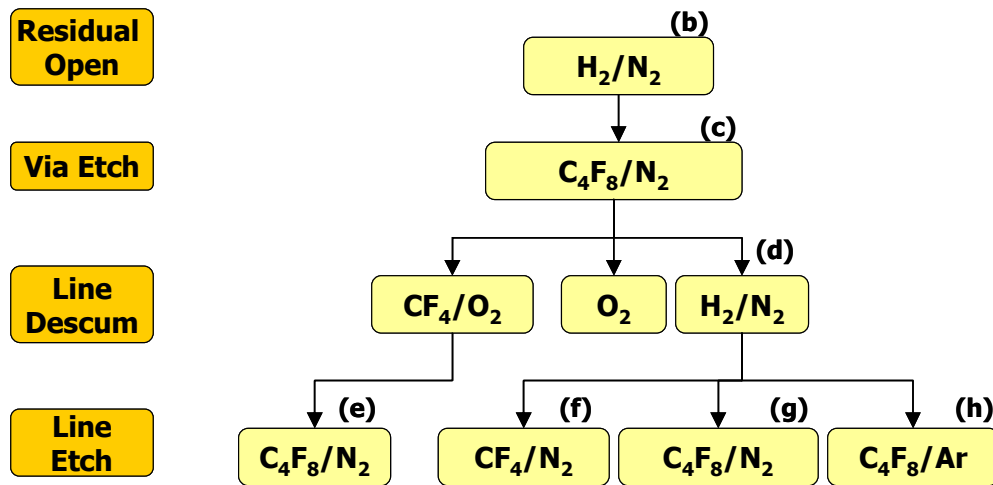 Residual
Open
(b)
H₂/N₂
Via Etch
(c)
C₄F₈/N₂
Line
Descum
(d)
CF₄/O₂
O₂
H₂/N₂
Line
Etch
(e)
(f)
(g)
(h)
C₄F₈/N₂
CF₄/N₂
C₄F₈/N₂
C₄F₈/Ar